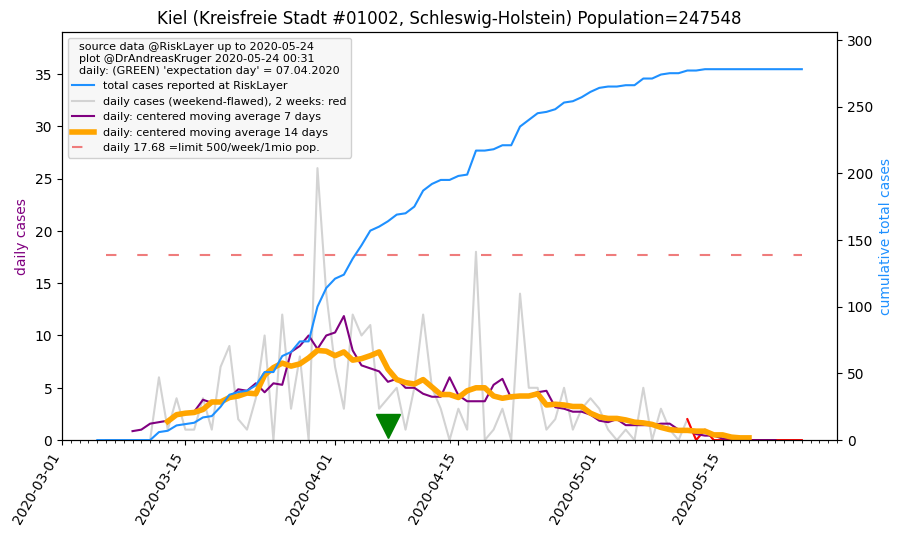 Kiel (Kreisfreie Stadt #01002, Schleswig-Holstein) Population=247548
source data @RiskLayer up to 2020-05-24
plot @DrAndreasKruger 2020-05-24 00:31
daily: (GREEN) 'expectation day' = 07.04.2020
total cases reported at RiskLayer
daily cases (weekend-flawed), 2 weeks: red
daily: centered moving average 7 days
daily: centered moving average 14 days
daily 17.68 =limit 500/week/1mio pop.
daily cases
35
30
25
20
15
10
5
0
300
250
200
150
100
50
0
cumulative total cases
2020-03-01
2020-03-15
2020-04-01
2020-04-15
2020-05-01
2020-05-15